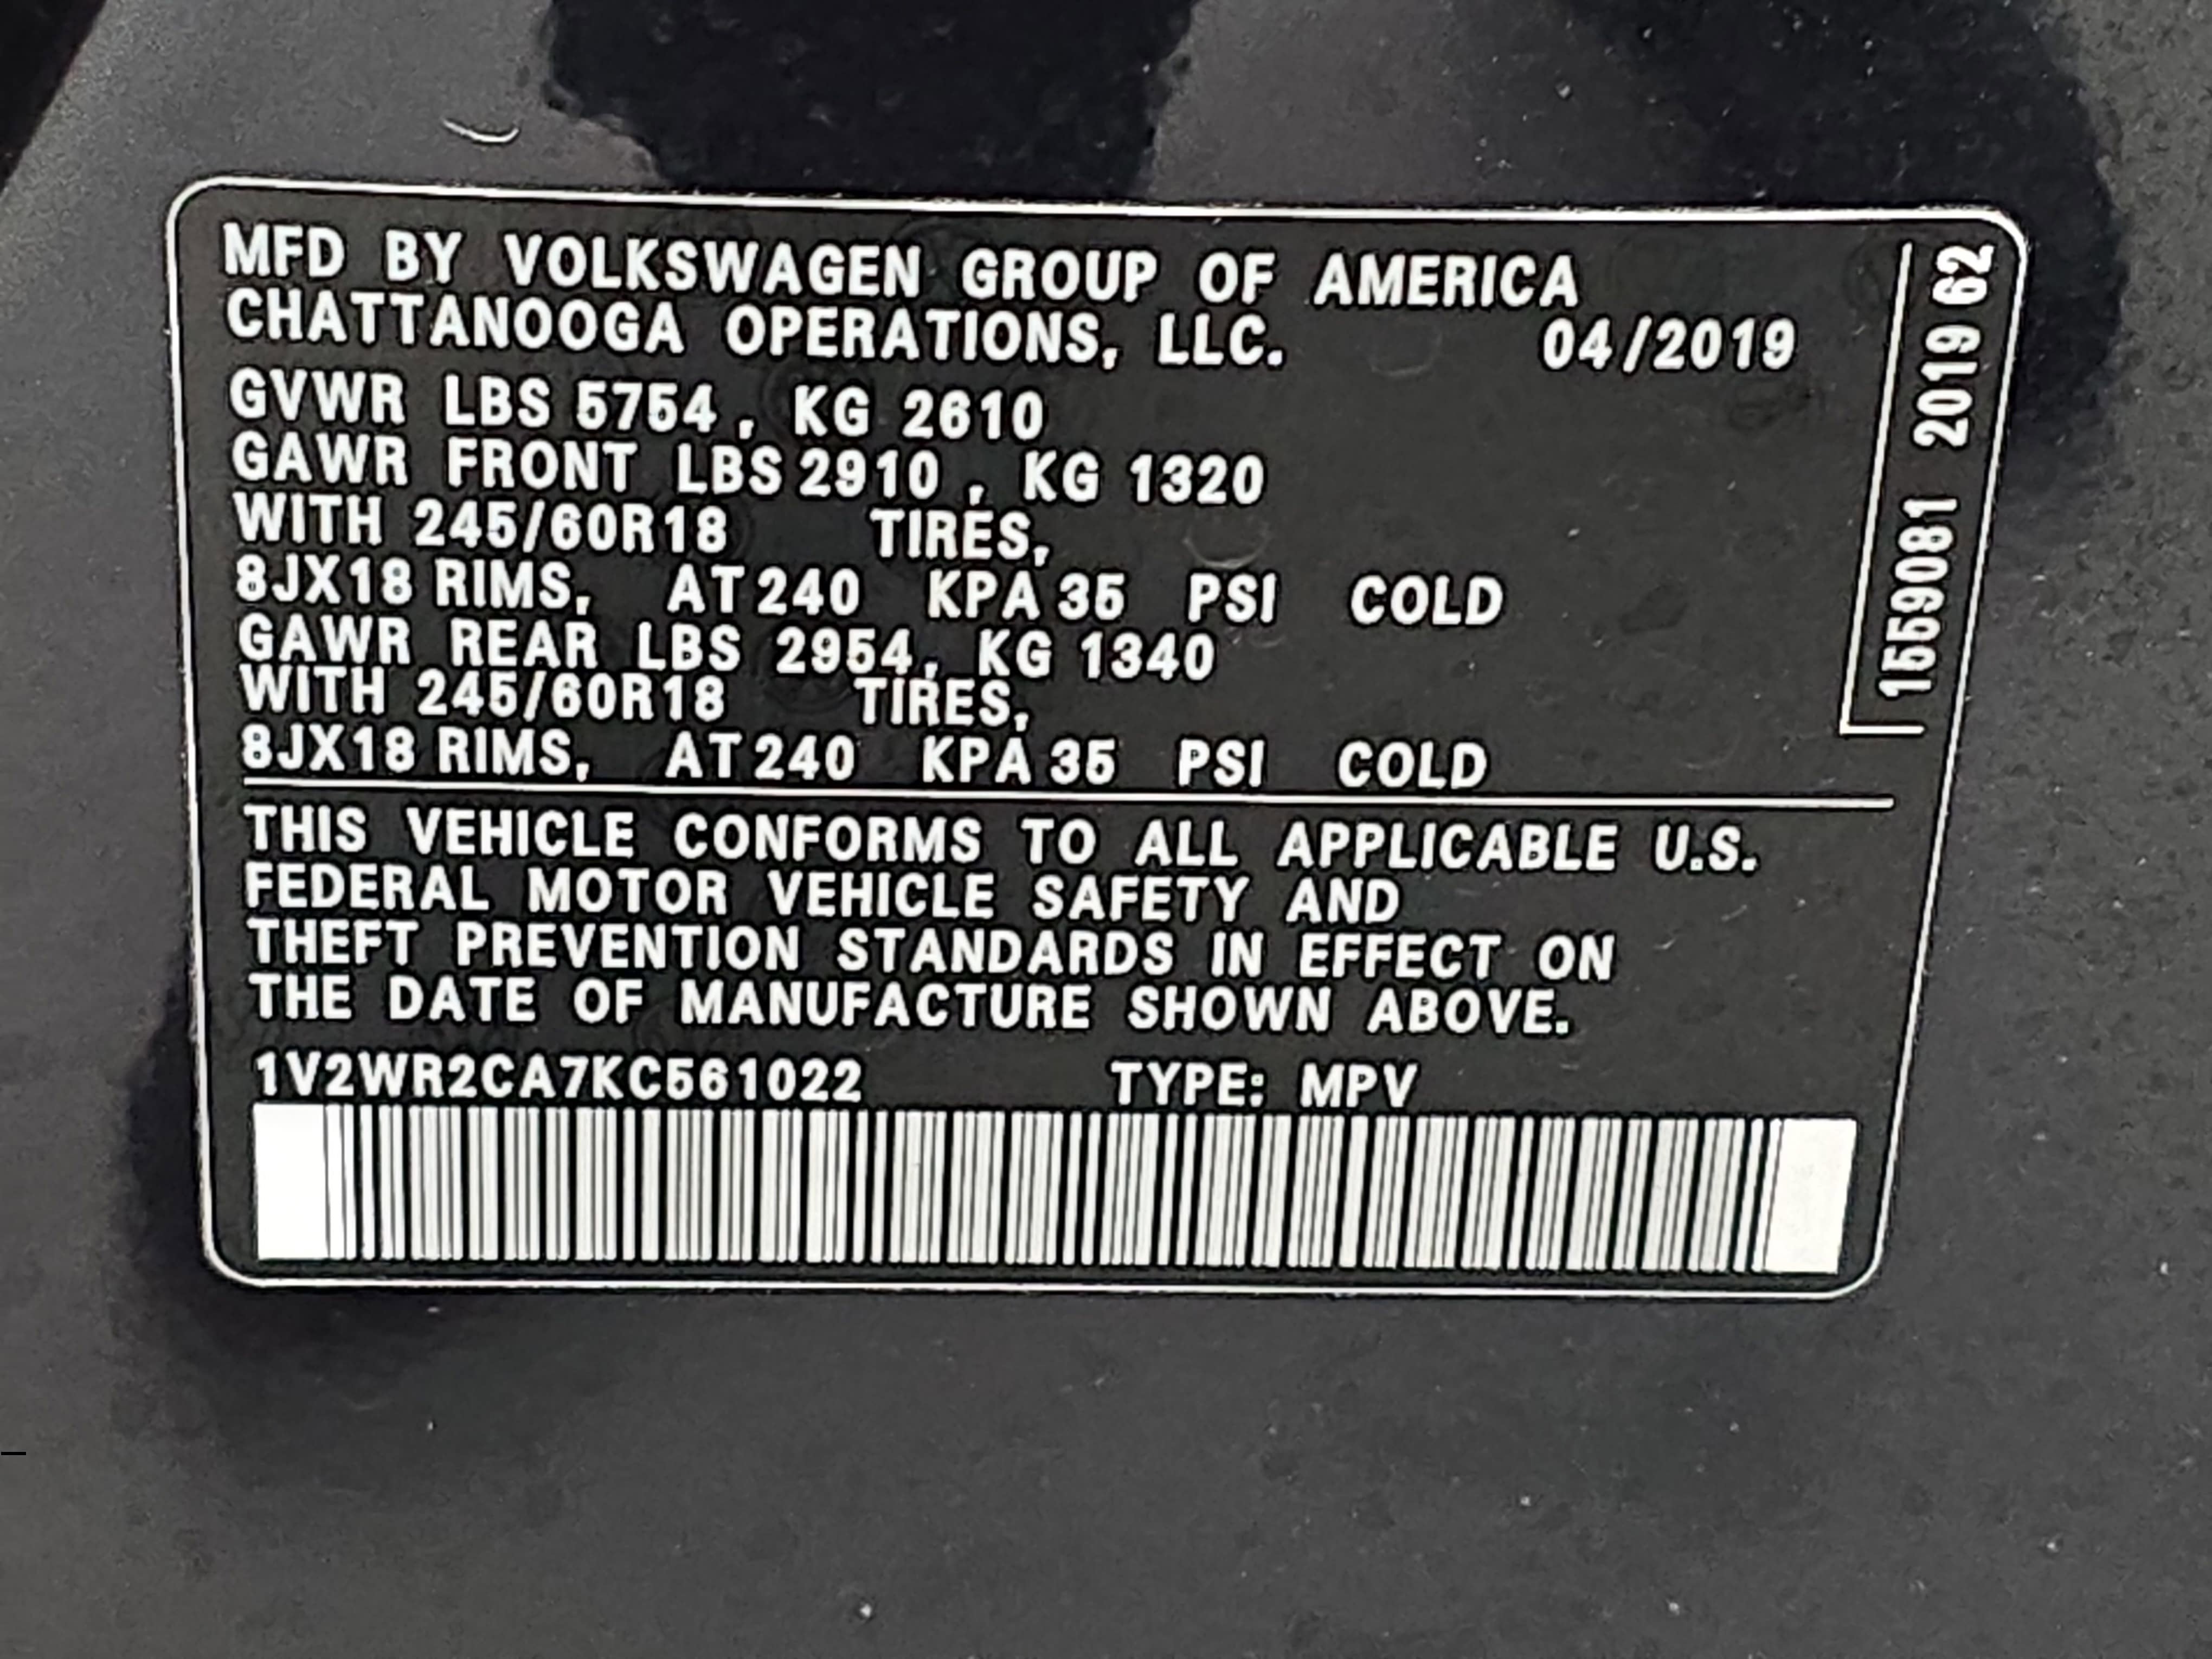 MFD BY VOLKSWAGEN GROUP OF AMERICA
CHATTANOOGA OPERATIONS, LLC. 04/2019
GVWR LBS 5754, KG 2610
GAWR FRONT LBS 2910, KG 1320
WITH 245/60R18 TIRES,
8JX18 RIMS, AT 240 KPA 35 PSI COLD
GAWR REAR LBS 2954, KG 1340
WITH 245/60R18 TIRES,
8JX18 RIMS, AT 240 KPA 35 PSI COLD
THIS VEHICLE CONFORMS TO ALL APPLICABLE U.S.
FEDERAL MOTOR VEHICLE SAFETY AND
THEFT PREVENTION STANDARDS IN EFFECT ON
THE DATE OF MANUFACTURE SHOWN ABOVE.
1V2WR2CA7KC561022 TYPE: MPV
1559081 2019 62